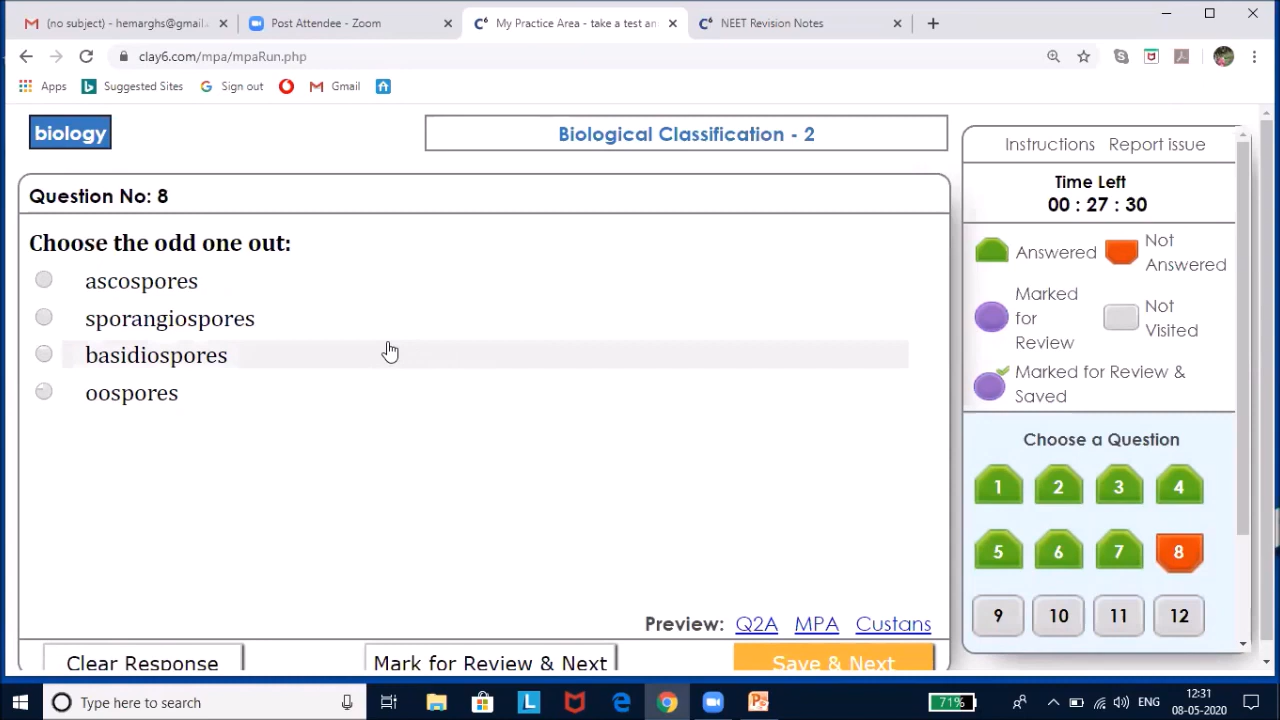 (no subject) - hemarghs@gmail.
Post Attendee - Zoom
My Practice Area - take a test an
NEET Revision Notes
clay6.com/mpa/mpaRun.php
Apps
Suggested Sites
Sign out
Gmail
biology
Biological Classification - 2
Instructions Report issue
Time Left
00 : 27 : 30
Question No: 8
Choose the odd one out:
ascospores
sporangiospores
basidiospores
oospores
Answered
Not
Answered
Marked
for
Review
Not
Visited
Marked for Review &
Saved
Choose a Question
1 2 3 4
5 6 7 8
9 10 11 12
Preview: Q2A MPA Custans
Clear Response
Mark for Review & Next
Save & Next
Type here to search
71%
ENG
12:31
08-05-2020